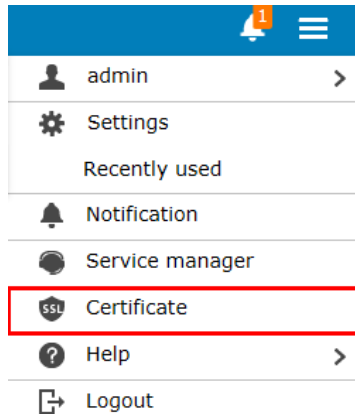 1
admin
Settings
Recently used
Notification
Service manager
SSL Certificate
? Help
Logout